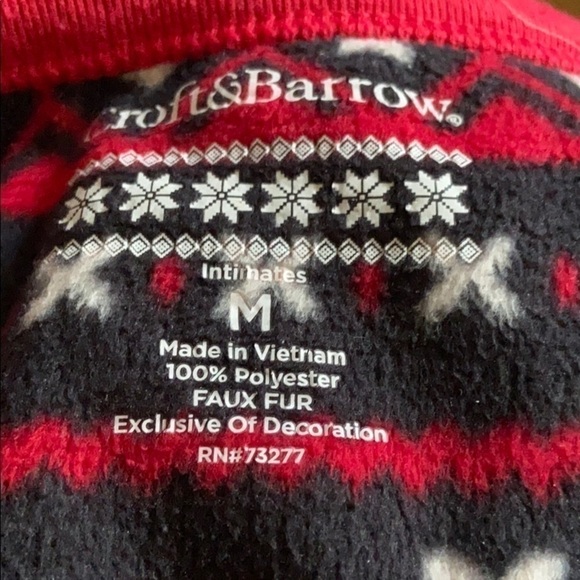 Croft&Barrow®
Intimates
M
Made in Vietnam
100% Polyester
FAUX FUR
Exclusive Of Decoration
RN#73277